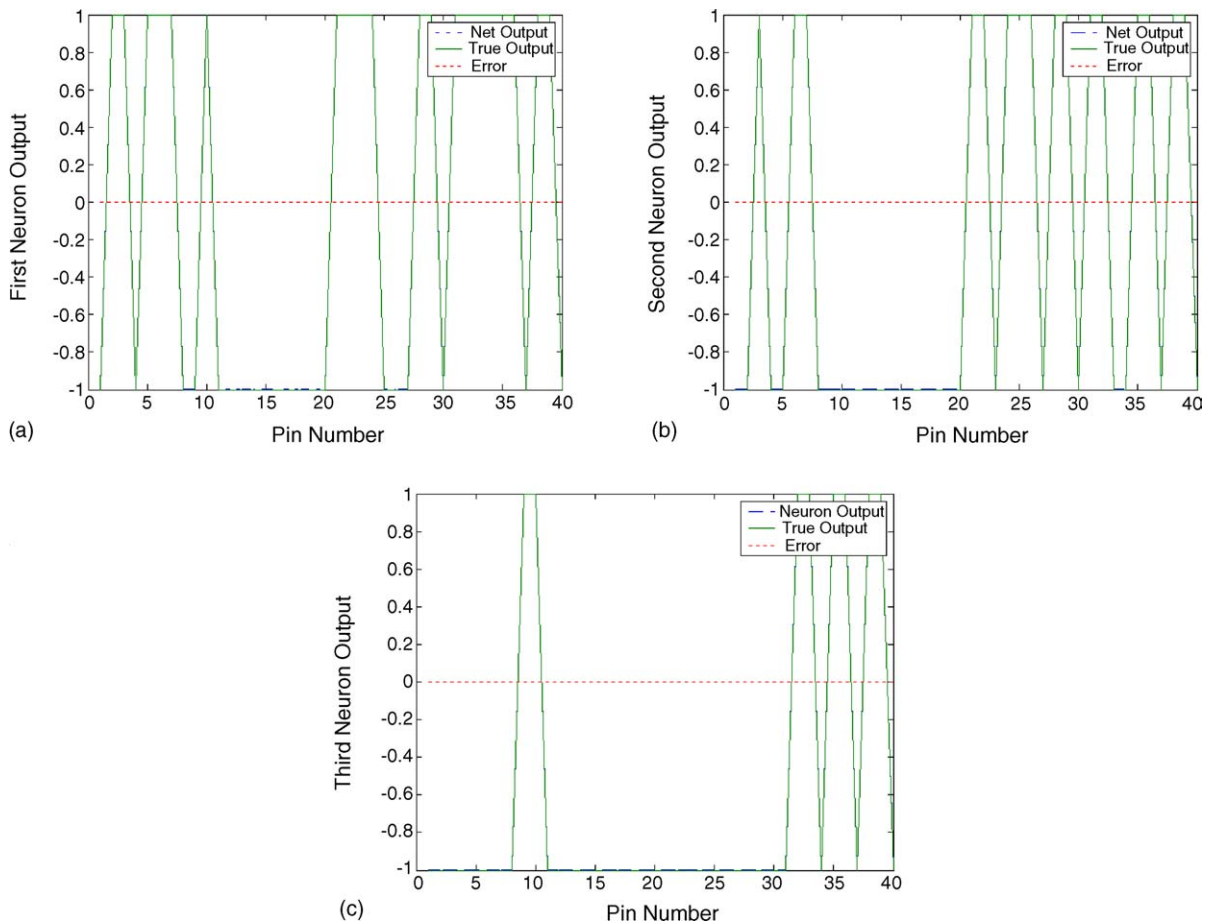 1
0.8
0.6
0.4
0.2
0
-0.2
-0.4
-0.6
-0.8
-1
First Neuron Output
Net Output
True Output
Error
0 5 10 15 20 25 30 35 40
Pin Number
(a)
1
0.8
0.6
0.4
0.2
0
-0.2
-0.4
-0.6
-0.8
-1
Second Neuron Output
Net Output
True Output
Error
0 5 10 15 20 25 30 35 40
Pin Number
(b)
1
0.8
0.6
0.4
0.2
0
-0.2
-0.4
-0.6
-0.8
-1
Third Neuron Output
Neuron Output
True Output
Error
0 5 10 15 20 25 30 35 40
Pin Number
(c)